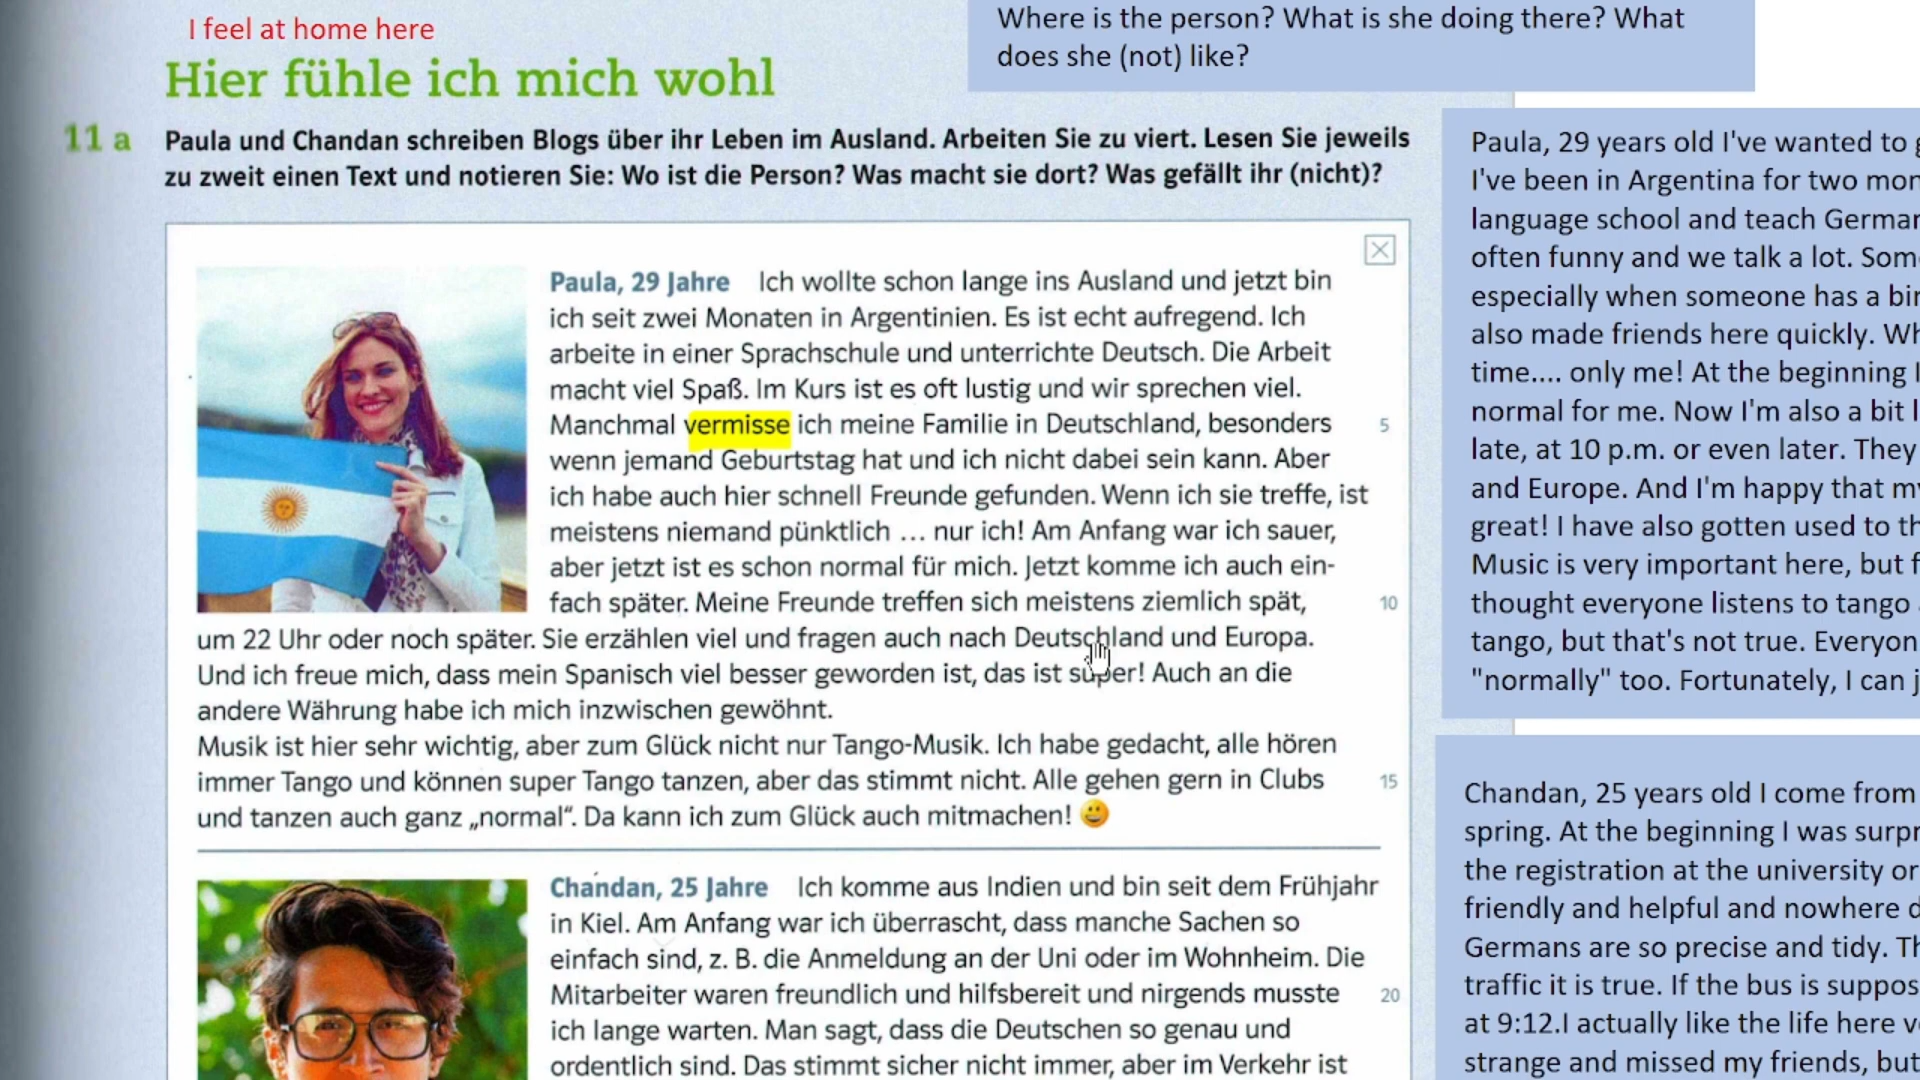 I feel at home here
Hier fühle ich mich wohl
Where is the person? What is she doing there? What
does she (not) like?
11 a
Paula und Chandan schreiben Blogs über ihr Leben im Ausland. Arbeiten Sie zu viert. Lesen Sie jeweils
zu zweit einen Text und notieren Sie: Wo ist die Person? Was macht sie dort? Was gefällt ihr (nicht)?
Paula, 29 Jahre Ich wollte schon lange ins Ausland und jetzt bin
ich seit zwei Monaten in Argentinien. Es ist echt aufregend. Ich
arbeite in einer Sprachschule und unterrichte Deutsch. Die Arbeit
macht viel Spaß. Im Kurs ist es oft lustig und wir sprechen viel.
Manchmal vermisse ich meine Familie in Deutschland, besonders 5
wenn jemand Geburtstag hat und ich nicht dabei sein kann. Aber
ich habe auch hier schnell Freunde gefunden. Wenn ich sie treffe, ist
meistens niemand pünktlich … nur ich! Am Anfang war ich sauer,
aber jetzt ist es schon normal für mich. Jetzt komme ich auch ein-
fach später. Meine Freunde treffen sich meistens ziemlich spät, 10
um 22 Uhr oder noch später. Sie erzählen viel und fragen auch nach Deutschland und Europa.
Und ich freue mich, dass mein Spanisch viel besser geworden ist, das ist super! Auch an die
andere Währung habe ich mich inzwischen gewöhnt.
Musik ist hier sehr wichtig, aber zum Glück nicht nur Tango-Musik. Ich habe gedacht, alle hören
immer Tango und können super Tango tanzen, aber das stimmt nicht. Alle gehen gern in Clubs 15
und tanzen auch ganz „normal“. Da kann ich zum Glück auch mitmachen! 😀
Chandan, 25 Jahre Ich komme aus Indien und bin seit dem Frühjahr
in Kiel. Am Anfang war ich überrascht, dass manche Sachen so
einfach sind, z. B. die Anmeldung an der Uni oder im Wohnheim. Die
Mitarbeiter waren freundlich und hilfsbereit und nirgends musste 20
ich lange warten. Man sagt, dass die Deutschen so genau und
ordentlich sind. Das stimmt sicher nicht immer, aber im Verkehr ist
Paula, 29 years old I've wanted to
I've been in Argentina for two
language school and teach
often funny and we talk a lot.
especially when someone has a
also made friends here quickly.
time.... only me! At the beginning I
normal for me. Now I'm also a bit
late, at 10 p.m. or even later. They
and Europe. And I'm happy that
great! I have also gotten used to
Music is very important here, but
thought everyone listens to tango
tango, but that's not true.
"normally" too. Fortunately, I can
Chandan, 25 years old I come from
spring. At the beginning I was
the registration at the university or
friendly and helpful and nowhere
Germans are so precise and tidy.
traffic it is true. If the bus is
at 9:12.I actually like the life here
strange and missed my friends, but